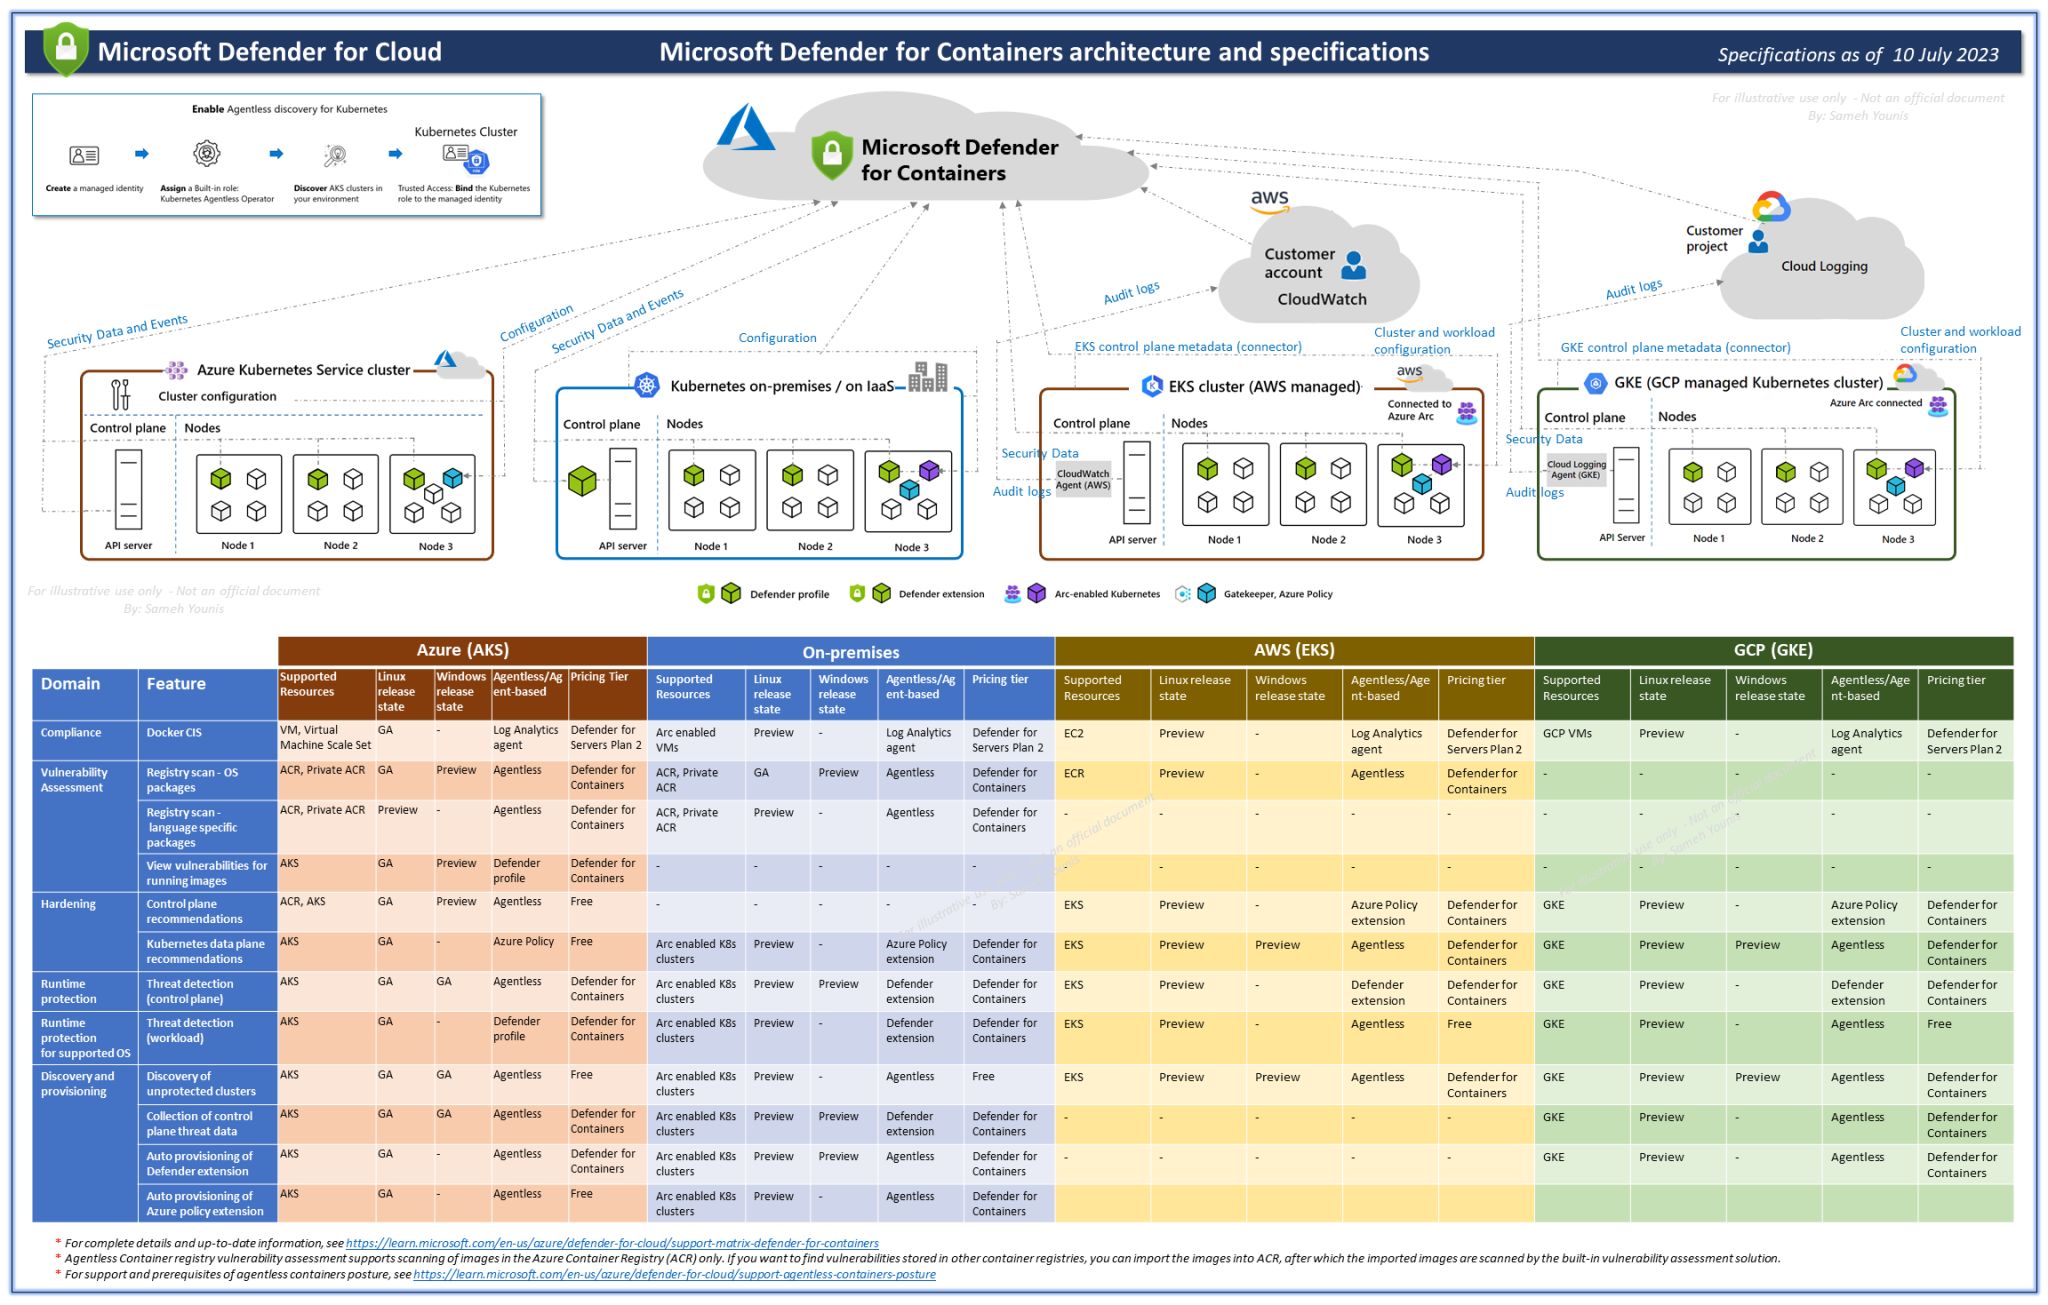 Microsoft Defender for Cloud
Microsoft Defender for Containers architecture and specifications
Specifications as of 10 July 2023
For illustrative use only - Not an official document
By: Sameh Younis
Enable Agentless discovery for Kubernetes
Kubernetes Cluster
Create a managed identity
Assign a Built-in role:
Kubernetes Agentless Operator
Discover AKS clusters in
your environment
Trusted Access: Bind the Kubernetes
role to the managed identity
Microsoft Defender
for Containers
aws
Customer
account
CloudWatch
Customer
project
Cloud Logging
Security Data and Events
Configuration
Security Data and Events
Configuration
Audit logs
EKS control plane metadata (connector)
Cluster and workload
configuration
Audit logs
GKE control plane metadata (connector)
Cluster and workload
configuration
Azure Kubernetes Service cluster
Cluster configuration
Control plane
Nodes
API server
Node 1
Node 2
Node 3
Kubernetes on-premises / on IaaS
Control plane
Nodes
API server
Node 1
Node 2
Node 3
EKS cluster (AWS managed)
aws
Connected to
Azure Arc
Control plane
Nodes
Security Data
CloudWatch
Agent (AWS)
Audit logs
API server
Node 1
Node 2
Node 3
GKE (GCP managed Kubernetes cluster)
Azure Arc connected
Control plane
Nodes
Security Data
Cloud Logging
Agent (GKE)
Audit logs
API Server
Node 1
Node 2
Node 3
For illustrative use only - Not an official document
By: Sameh Younis
Defender profile
Defender extension
Arc-enabled Kubernetes
Gatekeeper, Azure Policy
Azure (AKS) On-premises AWS (EKS) GCP (GKE)
Domain Feature Supported Resources Linux release state Windows release state Agentless/Agent-based Pricing Tier Supported Resources Linux release state Windows release state Agentless/Agent-based Pricing tier Supported Resources Linux release state Windows release state Agentless/Agent-based Pricing tier Supported Resources Linux release state Windows release state Agentless/Agent-based Pricing tier
Compliance Docker CIS VM, Virtual Machine Scale Set GA - Log Analytics agent Defender for Servers Plan 2 Arc enabled VMs Preview - Log Analytics agent Defender for Servers Plan 2 EC2 Preview - Log Analytics agent Defender for Servers Plan 2 GCP VMs Preview - Log Analytics agent Defender for Servers Plan 2
Vulnerability Assessment Registry scan - OS packages ACR, Private ACR GA Preview Agentless Defender for Containers ACR, Private ACR GA Preview Agentless Defender for Containers ECR Preview - Agentless Defender for Containers - - - - -
Registry scan - language specific packages ACR, Private ACR Preview - Agentless Defender for Containers ACR, Private ACR Preview - Agentless Defender for Containers - - - - - - - - - -
View vulnerabilities for running images AKS GA Preview Defender profile Defender for Containers - - - - - - - - - - - - - - -
Hardening Control plane recommendations ACR, AKS GA Preview Agentless Free - - - - - EKS Preview - Azure Policy extension Defender for Containers GKE Preview - Azure Policy extension Defender for Containers
Kubernetes data plane recommendations AKS GA - Azure Policy Free Arc enabled K8s clusters Preview - Azure Policy extension Defender for Containers EKS Preview Preview Agentless Defender for Containers GKE Preview Preview Agentless Defender for Containers
Runtime protection Threat detection (control plane) AKS GA GA Agentless Defender for Containers Arc enabled K8s clusters Preview Preview Defender extension Defender for Containers EKS Preview - Defender extension Defender for Containers GKE Preview - Defender extension Defender for Containers
Runtime protection for supported OS Threat detection (workload) AKS GA - Defender profile Defender for Containers Arc enabled K8s clusters Preview - Defender extension Defender for Containers EKS Preview - Agentless Free GKE Preview - Agentless Free
Discovery and provisioning Discovery of unprotected clusters AKS GA GA Agentless Free Arc enabled K8s clusters Preview - Agentless Free EKS Preview Preview Agentless Defender for Containers GKE Preview Preview Agentless Defender for Containers
Collection of control plane threat data AKS GA GA Agentless Defender for Containers Arc enabled K8s clusters Preview Preview Defender extension Defender for Containers - - - - - GKE Preview - Agentless Defender for Containers
Auto provisioning of Defender extension AKS GA - Agentless Defender for Containers Arc enabled K8s clusters Preview Preview Agentless Defender for Containers - - - - - GKE Preview - Agentless Defender for Containers
Auto provisioning of Azure policy extension AKS GA - Agentless Free Arc enabled K8s clusters Preview - Agentless Defender for Containers
* For complete details and up-to-date information, see https://learn.microsoft.com/en-us/azure/defender-for-cloud/support-matrix-defender-for-containers
* Agentless Container registry vulnerability assessment supports scanning of images in the Azure Container Registry (ACR) only. If you want to find vulnerabilities stored in other container registries, you can import the images into ACR, after which the imported images are scanned by the built-in vulnerability assessment solution.
* For support and prerequisites of agentless containers posture, see https://learn.microsoft.com/en-us/azure/defender-for-cloud/support-agentless-containers-posture